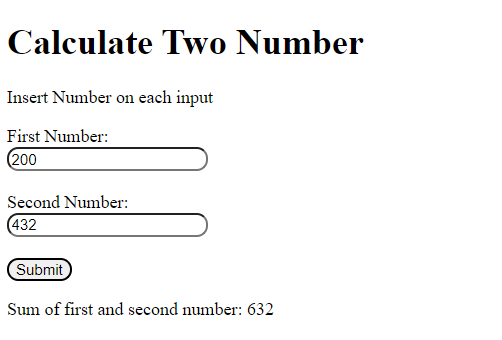 Calculate Two Number
Insert Number on each input
First Number:
200
Second Number:
432
Submit
Sum of first and second number: 632